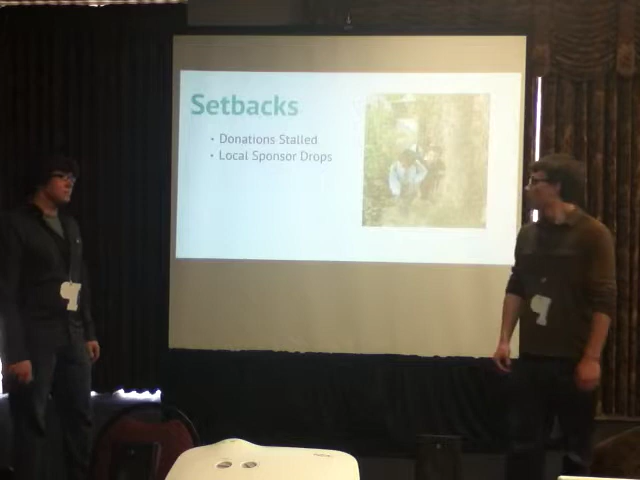 Setbacks
• Donations Stalled
• Local Sponsor Drops